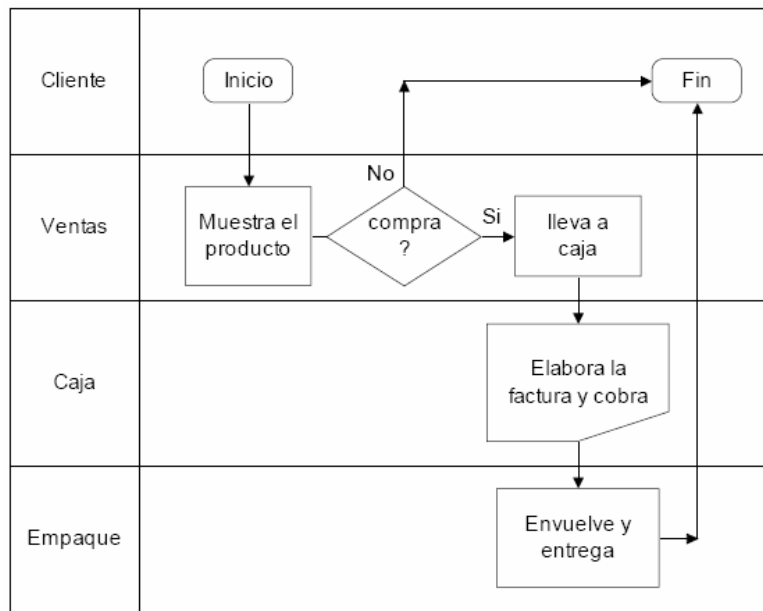 Cliente
Inicio
Fin
No
Ventas
Muestra el
producto
compra
?
Si
lleva a
caja
Caja
Elabora la
factura y cobra
Empaque
Envuelve y
entrega